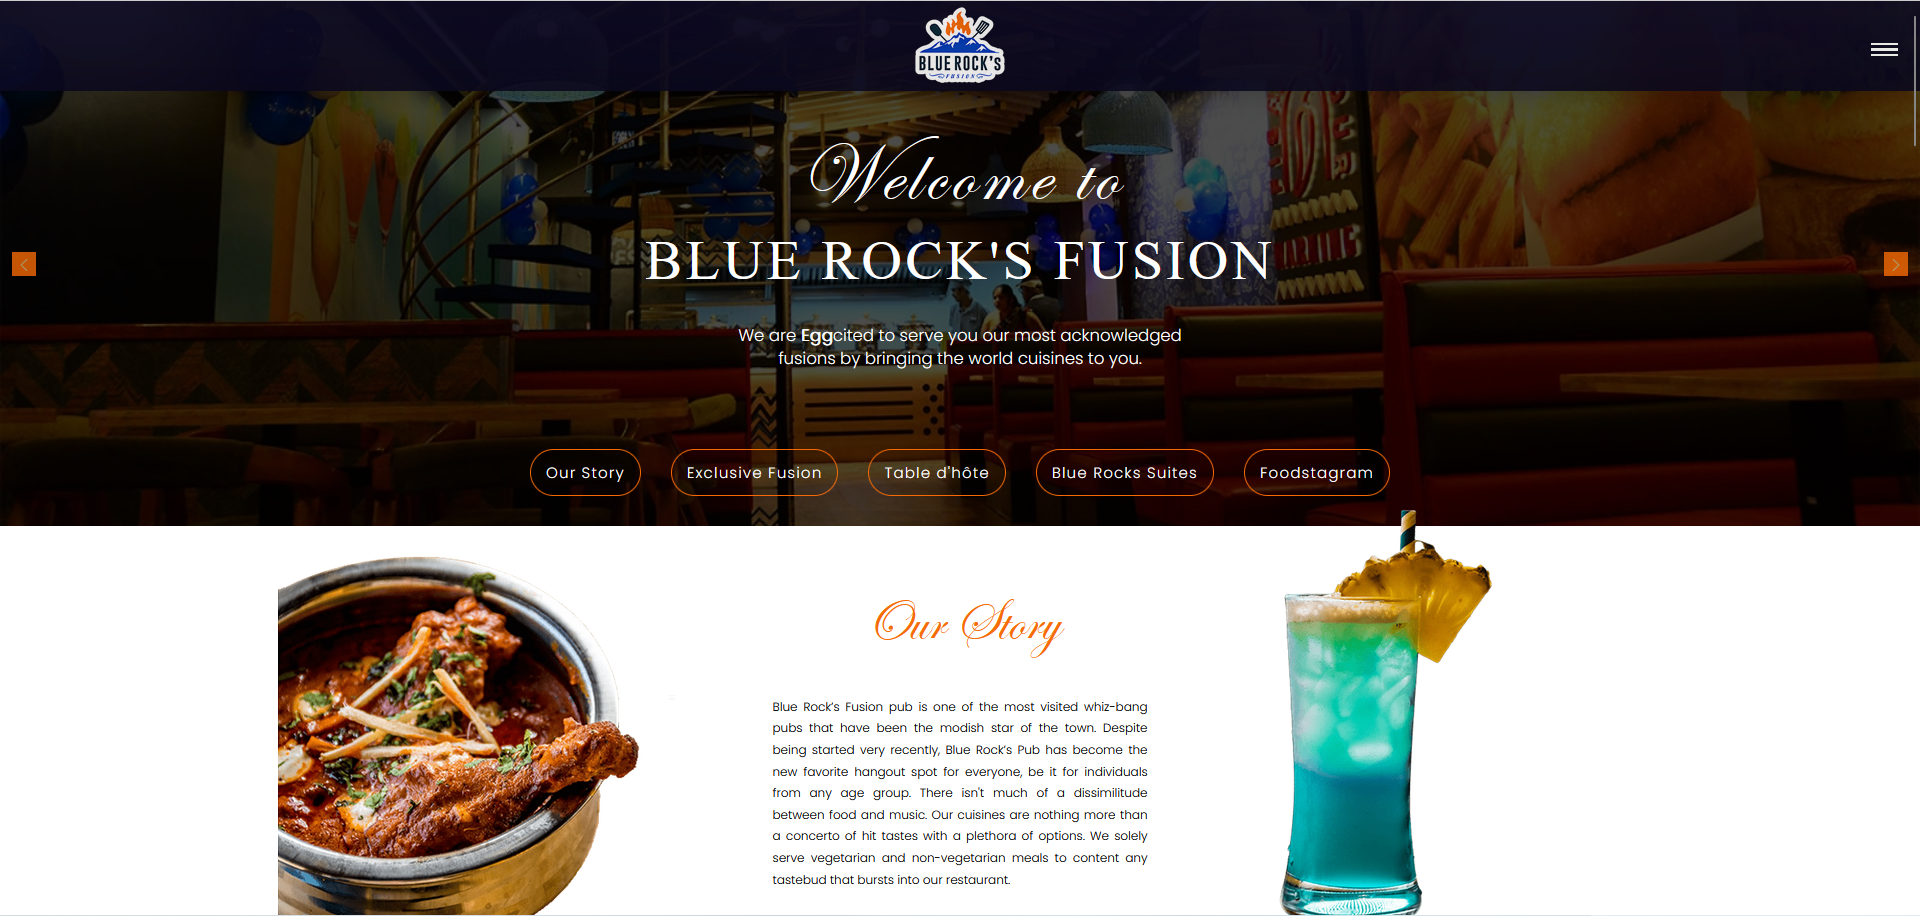 BLUE ROCK'S
FUSION
Welcome to
BLUE ROCK'S FUSION
We are Eggcited to serve you our most acknowledged
fusions by bringing the world cuisines to you.
Our Story
Exclusive Fusion
Table d'hôte
Blue Rocks Suites
Foodstagram
Our Story
Blue Rock’s Fusion pub is one of the most visited whiz-bang
pubs that have been the modish star of the town. Despite
being started very recently, Blue Rock’s Pub has become the
new favorite hangout spot for everyone, be it for individuals
from any age group. There isn't much of a dissimilitude
between food and music. Our cuisines are nothing more than
a concerto of hit tastes with a plethora of options. We solely
serve vegetarian and non-vegetarian meals to content any
tastebud that bursts into our restaurant.